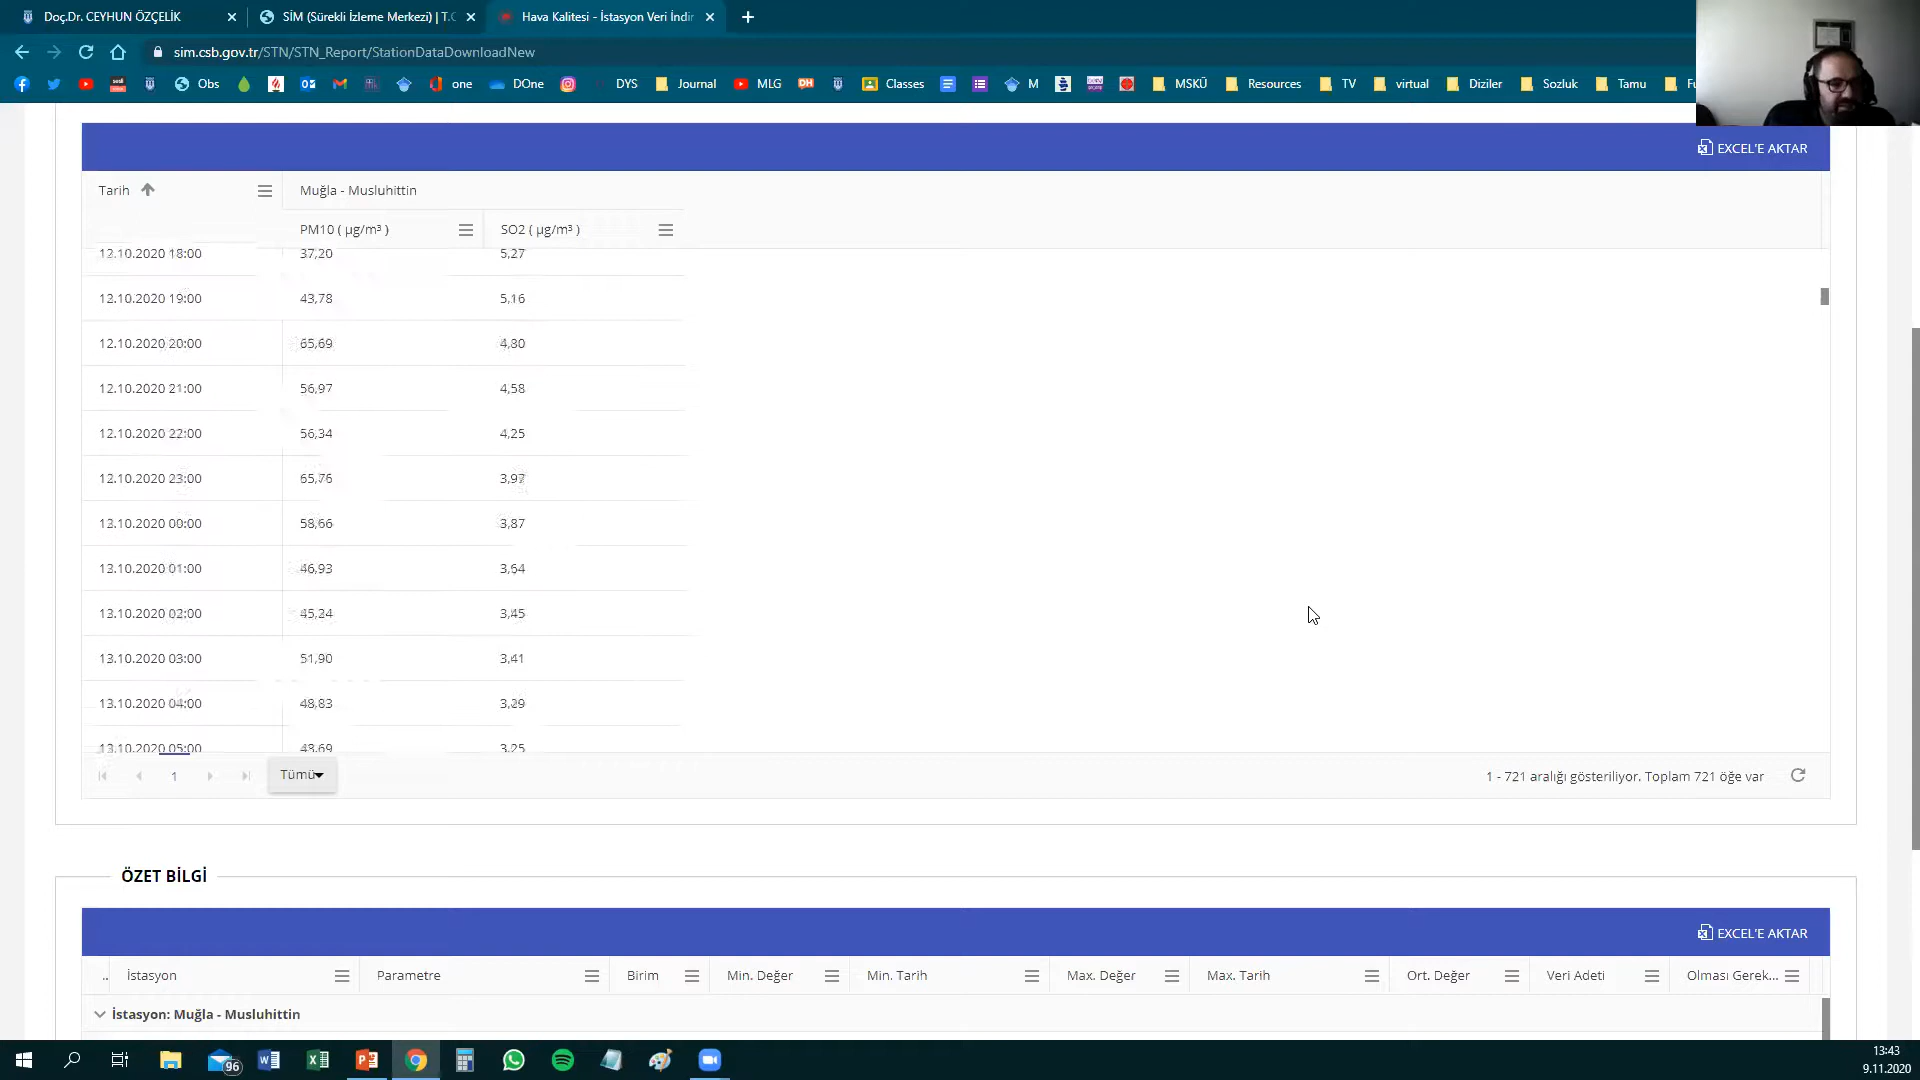 Doç.Dr. CEYHUN ÖZÇELİK
SİM (Sürekli İzleme Merkezi) | T.C
Hava Kalitesi - İstasyon Veri İndir
sim.csb.gov.tr/STN/STN_Report/StationDataDownloadNew
Obs one DOne DYS Journal MLG Classes M MSKÜ Resources TV virtual Diziler Sozluk Tamu
EXCEL'E AKTAR
Tarih Muğla - Musluhittin
PM10 ( µg/m³ ) SO2 ( µg/m³ )
12.10.2020 18:00 37,20 5,27
12.10.2020 19:00 43,78 5,16
12.10.2020 20:00 65,69 4,80
12.10.2020 21:00 56,97 4,58
12.10.2020 22:00 56,34 4,25
12.10.2020 23:00 65,76 3,97
13.10.2020 00:00 58,66 3,87
13.10.2020 01:00 46,93 3,64
13.10.2020 02:00 45,24 3,45
13.10.2020 03:00 51,90 3,41
13.10.2020 04:00 48,83 3,29
13.10.2020 05:00 43,69 3,25
1 Tümü 1 - 721 aralığı gösteriliyor. Toplam 721 öğe var
ÖZET BİLGİ
EXCEL'E AKTAR
.. İstasyon Parametre Birim Min. Değer Min. Tarih Max. Değer Max. Tarih Ort. Değer Veri Adeti Olması Gerek...
İstasyon: Muğla - Musluhittin
96
13:43
9.11.2020